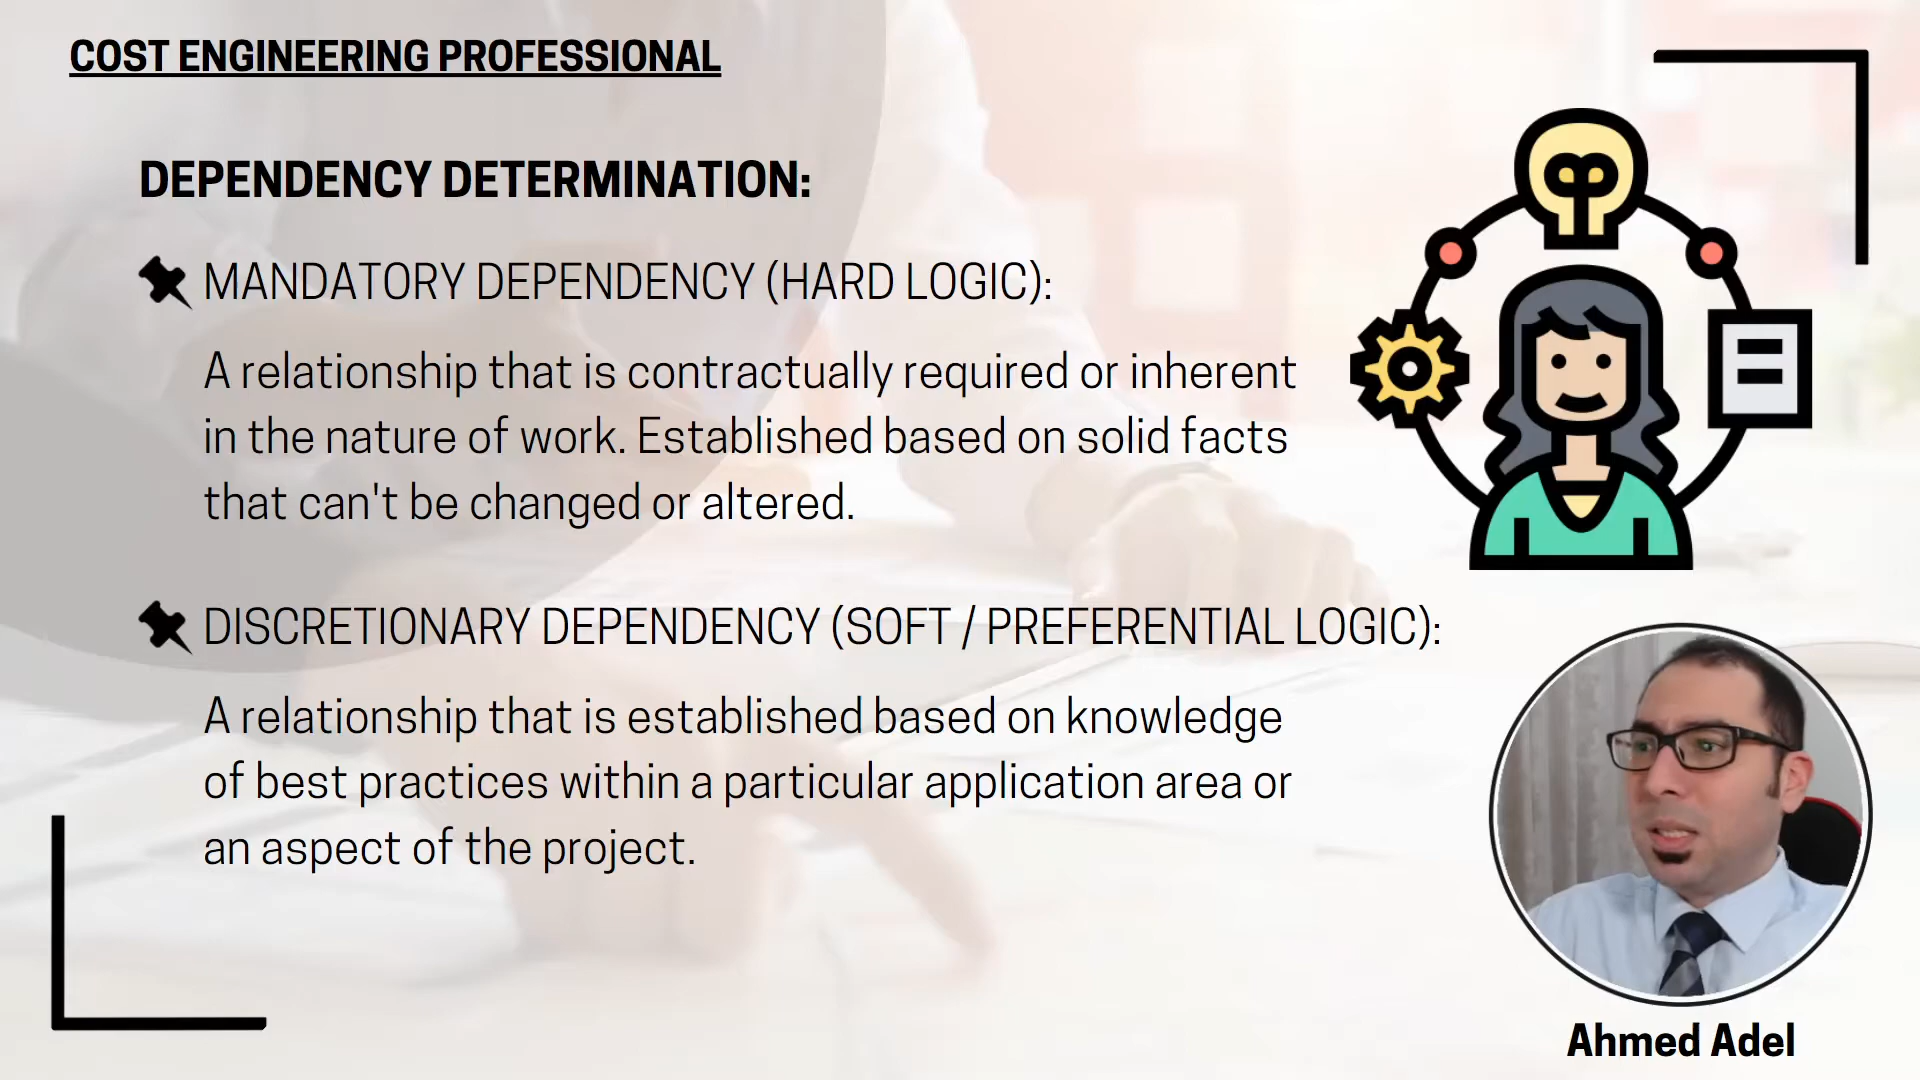 COST ENGINEERING PROFESSIONAL
DEPENDENCY DETERMINATION:
MANDATORY DEPENDENCY (HARD LOGIC):
A relationship that is contractually required or inherent
in the nature of work. Established based on solid facts
that can't be changed or altered.
DISCRETIONARY DEPENDENCY (SOFT / PREFERENTIAL LOGIC):
A relationship that is established based on knowledge
of best practices within a particular application area or
an aspect of the project.
Ahmed Adel